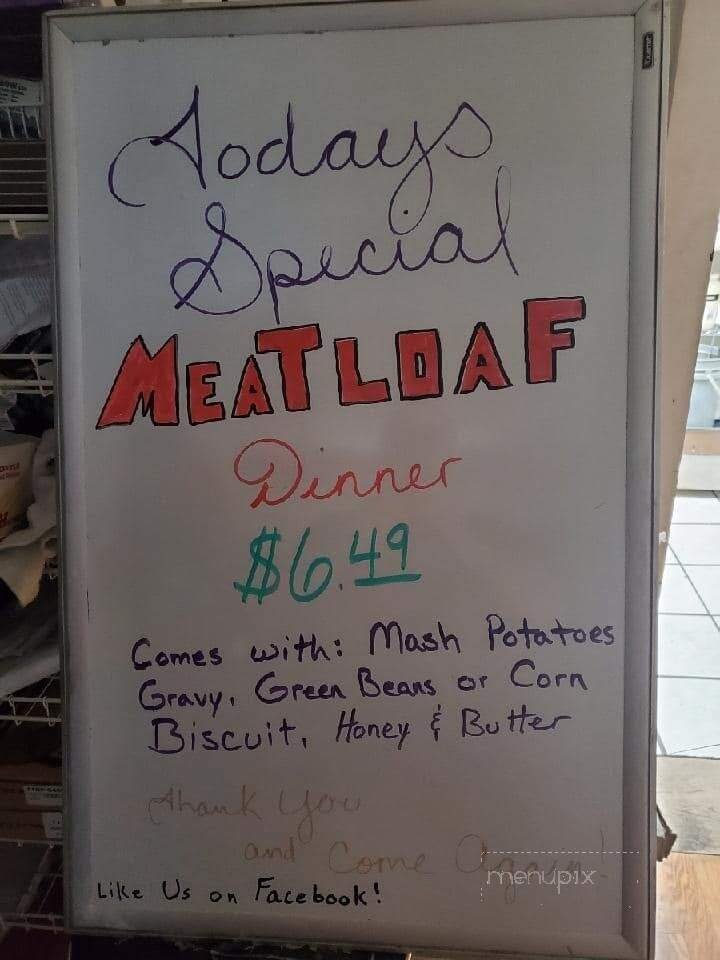 Todays
Special
MEATLOAF
Dinner
$6.49
Comes with: Mash Potatoes
Gravy, Green Beans or Corn
Biscuit, Honey & Butter
Thank You
and Come Again!
Like Us on Facebook!
menupix